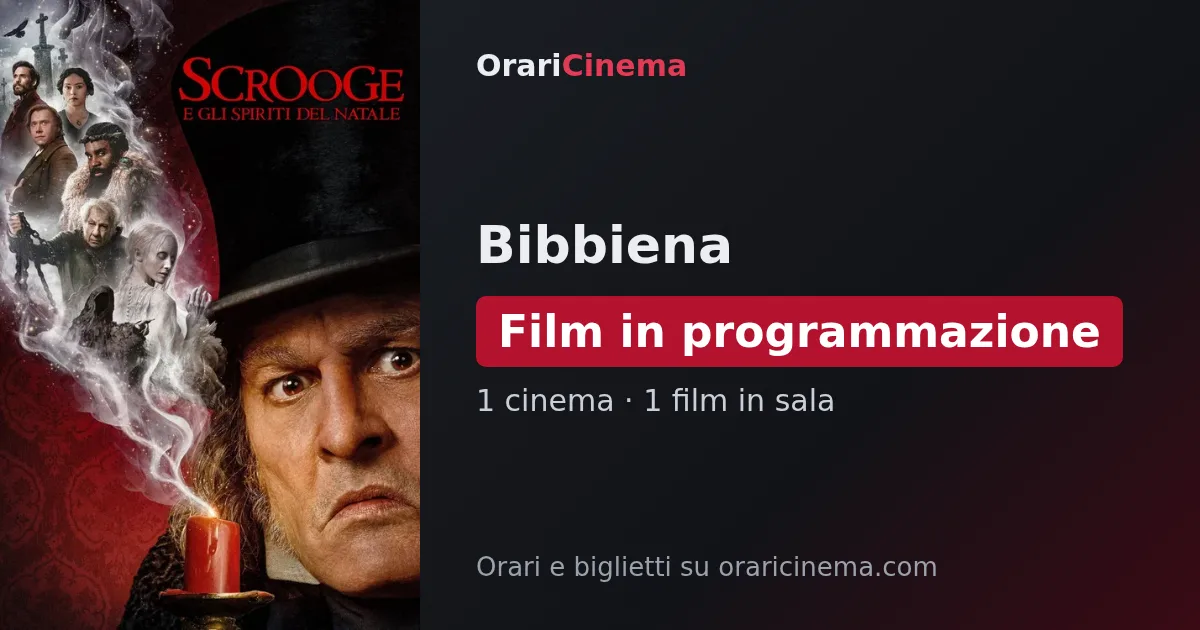 SCROOGE
E GLI SPIRITI DEL NATALE
OrariCinema
Bibbiena
Film in programmazione
1 cinema · 1 film in sala
Orari e biglietti su oraricinema.com